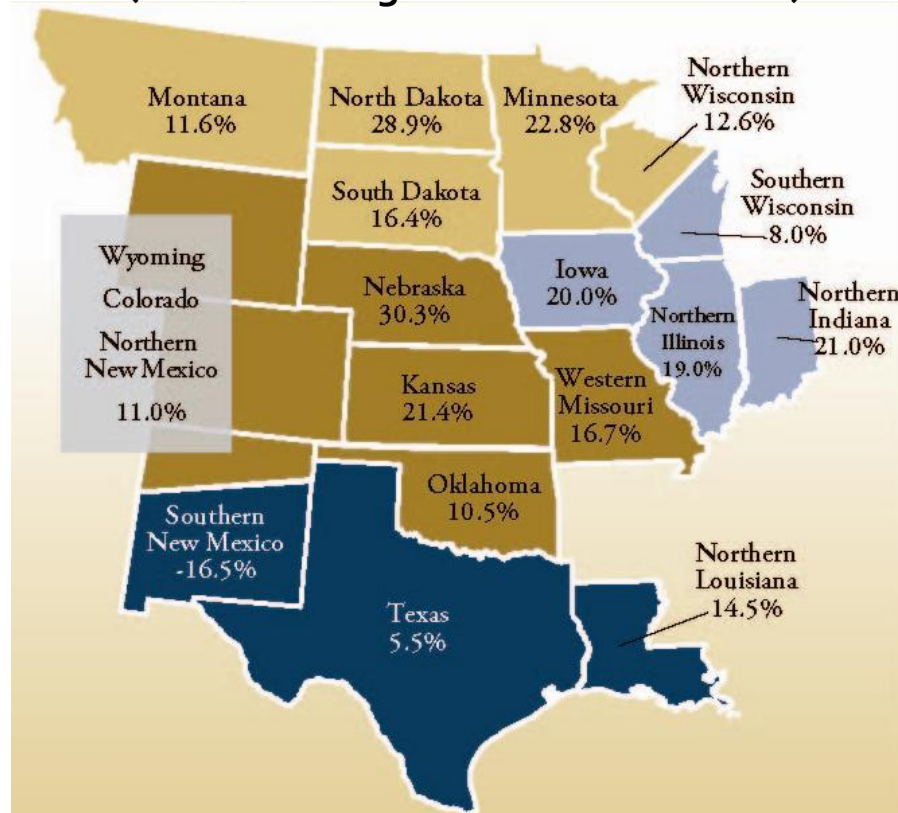 Montana
11.6%
North Dakota
28.9%
Minnesota
22.8%
Northern
Wisconsin
12.6%
South Dakota
16.4%
Southern
Wisconsin
8.0%
Wyoming
Colorado
Northern
New Mexico
11.0%
Nebraska
30.3%
Iowa
20.0%
Northern
Illinois
19.0%
Northern
Indiana
21.0%
Kansas
21.4%
Western
Missouri
16.7%
Oklahoma
10.5%
Southern
New Mexico
-16.5%
Texas
5.5%
Northern
Louisiana
14.5%